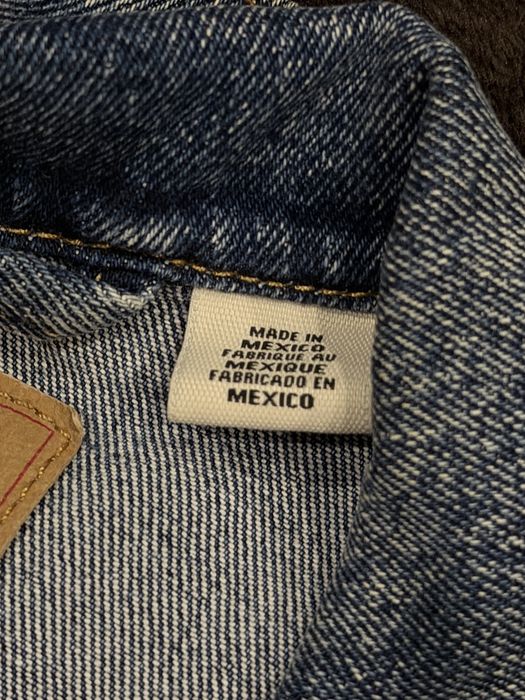 MADE IN
MEXICO
FABRIQUE AU
MEXIQUE
FABRICADO EN
MEXICO